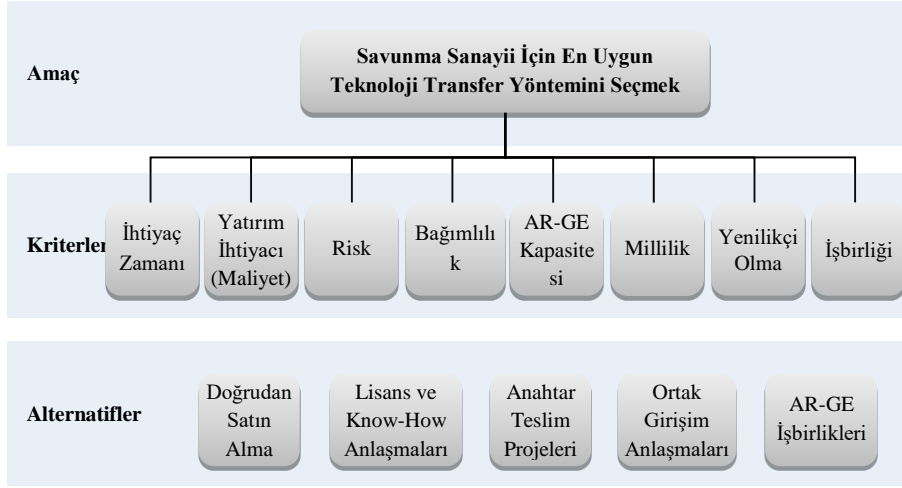 Amaç
Savunma Sanayii İçin En Uygun
Teknoloji Transfer Yöntemini Seçmek
Kriterler
İhtiyaç
Zamanı
Yatırım
İhtiyacı
(Maliyet)
Risk
Bağımlılı
k
AR-GE
Kapasite
si
Millilik
Yenilikçi
Olma
İşbirliği
Alternatifler
Doğrudan
Satın
Alma
Lisans ve
Know-How
Anlaşmaları
Anahtar
Teslim
Projeleri
Ortak
Girişim
Anlaşmaları
AR-GE
İşbirlikleri